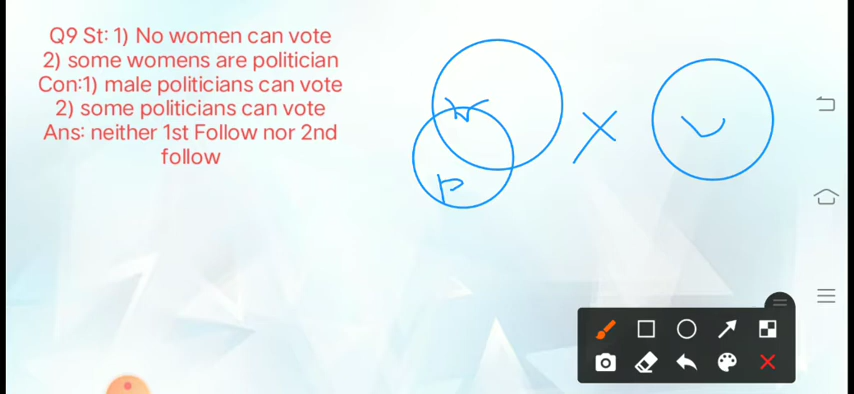 Q9 St: 1) No women can vote
2) some womens are politician
Con:1) male politicians can vote
2) some politicians can vote
Ans: neither 1st Follow nor 2nd
follow
W
P
X
V